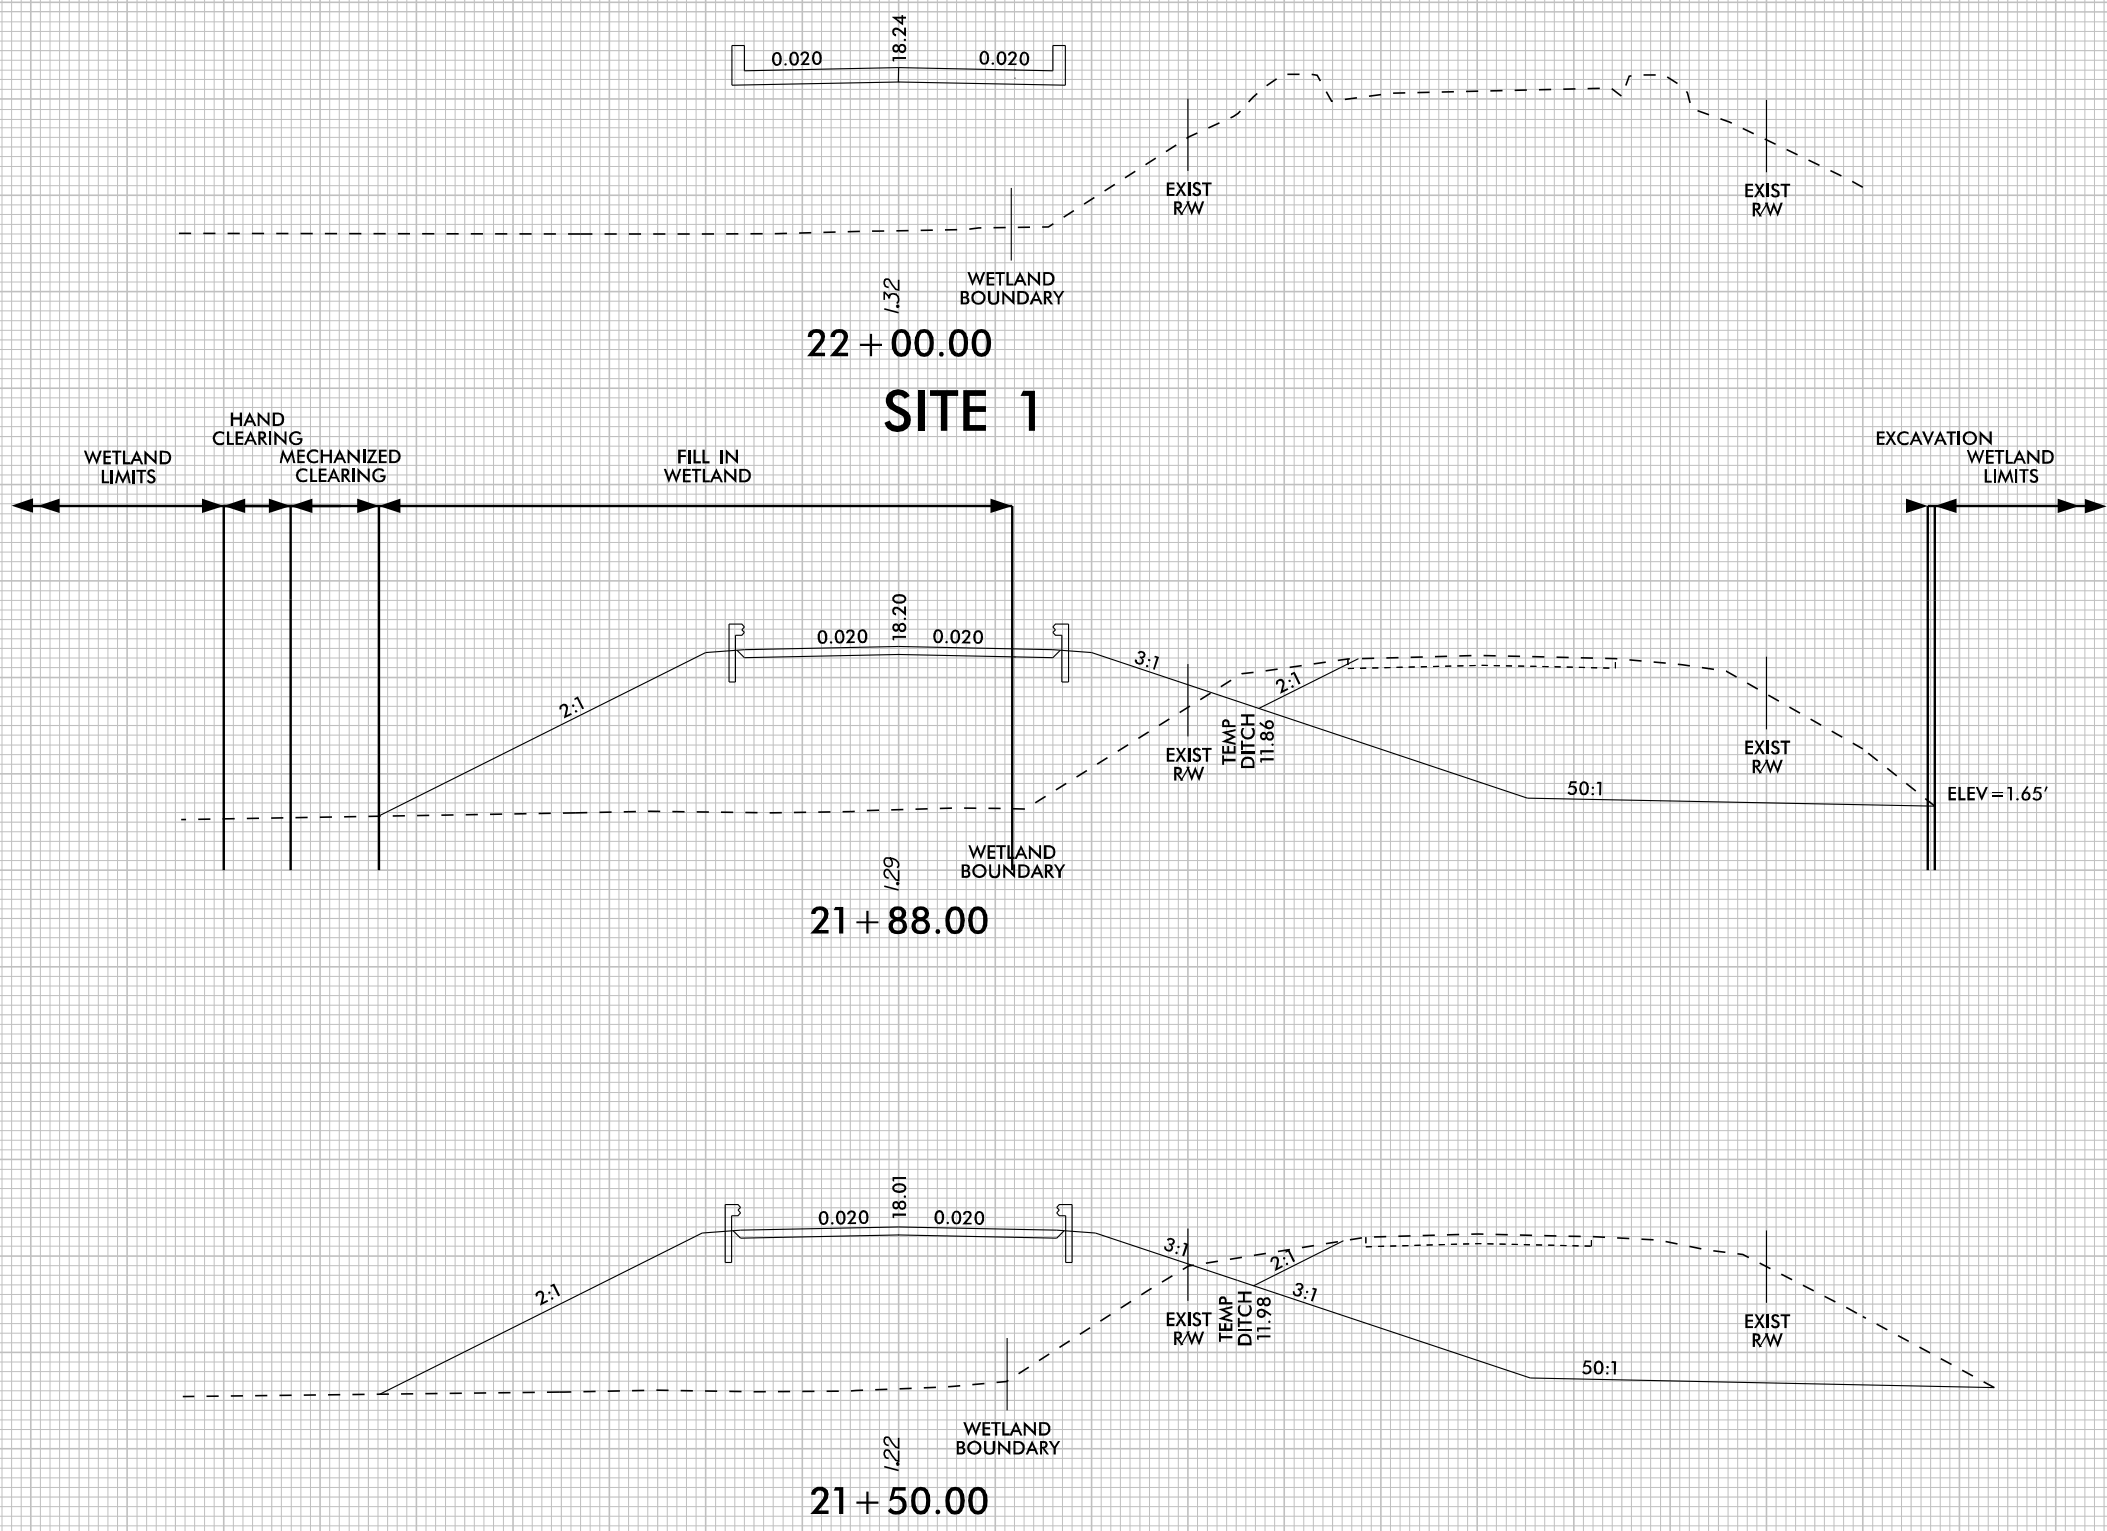 18.24
0.020 0.020
EXIST
R/W
EXIST
R/W
WETLAND
BOUNDARY
1.32
22+00.00
SITE 1
HAND
CLEARING
WETLAND
LIMITS
MECHANIZED
CLEARING
FILL IN
WETLAND
EXCAVATION
WETLAND
LIMITS
18.20
0.020 0.020
3:1
2:1
2:1
TEMP
DITCH
11.86
EXIST
R/W
EXIST
R/W
50:1
ELEV=1.65'
WETLAND
BOUNDARY
1.29
21+88.00
18.01
0.020 0.020
3:1
2:1
2:1
3:1
TEMP
DITCH
11.98
EXIST
R/W
EXIST
R/W
50:1
WETLAND
BOUNDARY
1.22
21+50.00